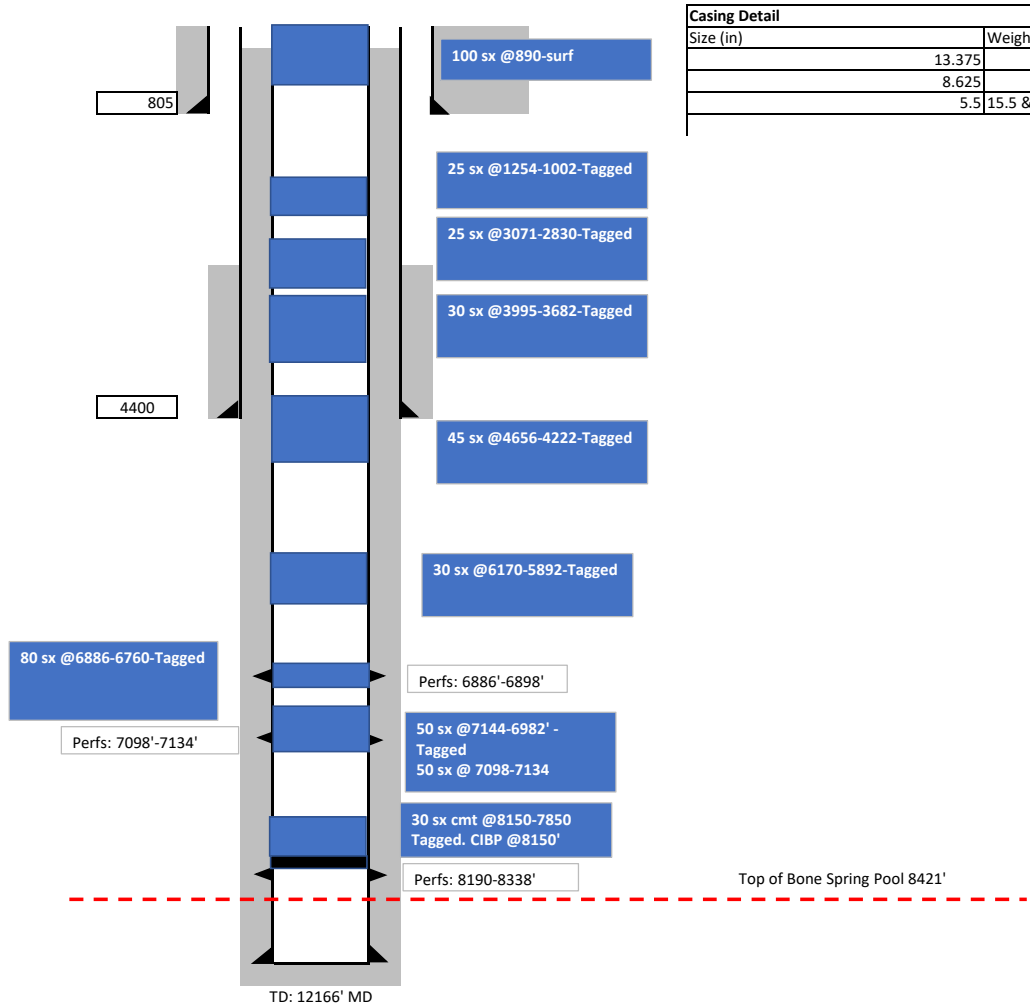 Casing Detail
Size (in) Weigh
13.375
8.625
5.5 15.5 &
100 sx @890-surf
805
25 sx @1254-1002-Tagged
25 sx @3071-2830-Tagged
30 sx @3995-3682-Tagged
4400
45 sx @4656-4222-Tagged
30 sx @6170-5892-Tagged
80 sx @6886-6760-Tagged
Perfs: 6886'-6898'
Perfs: 7098'-7134'
50 sx @7144-6982' -
Tagged
50 sx @ 7098-7134
30 sx cmt @8150-7850
Tagged. CIBP @8150'
Perfs: 8190-8338'
Top of Bone Spring Pool 8421'
TD: 12166' MD